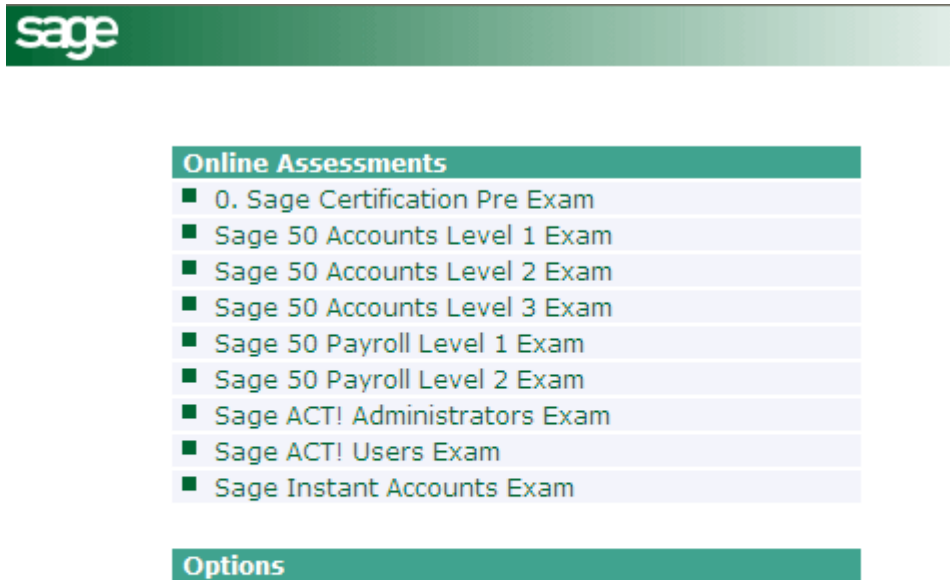 sage
Online Assessments
0. Sage Certification Pre Exam
Sage 50 Accounts Level 1 Exam
Sage 50 Accounts Level 2 Exam
Sage 50 Accounts Level 3 Exam
Sage 50 Payroll Level 1 Exam
Sage 50 Payroll Level 2 Exam
Sage ACT! Administrators Exam
Sage ACT! Users Exam
Sage Instant Accounts Exam
Options